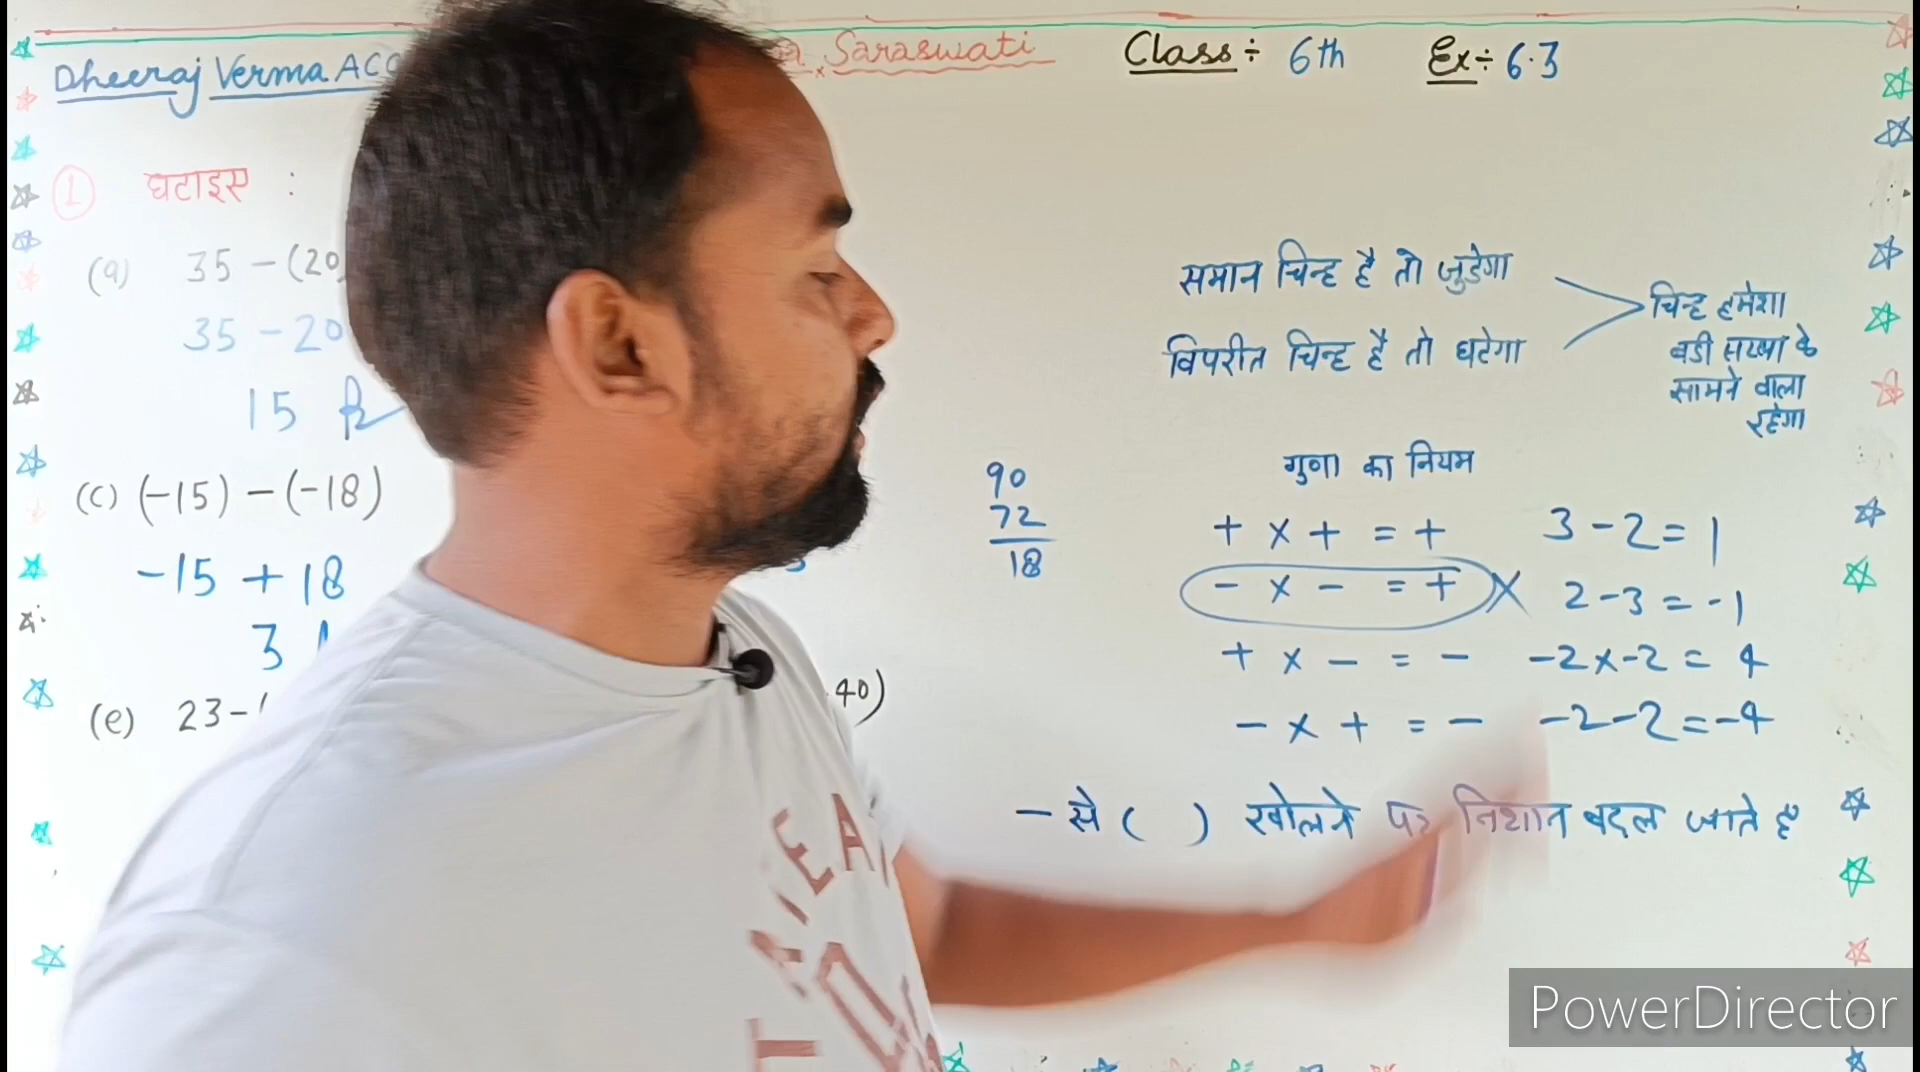 Dheeraj Verma ACC
Saraswati
Class ÷ 6th
Ex ÷ 6.3
1 घटाइस :
(a) 35 - (20)
35 - 20
15
(c) (-15) - (-18)
-15 + 18
3
(e) 23 - (
40)
90
72
18
समान चिन्ह है तो जुडेगा
विपरीत चिन्ह है तो घटेगा
चिन्ह हमेशा
बडी सख्या के
सामने वाला
रहेगा
गुणा का नियम
+ × + = + 3 - 2 = 1
- × - = + × 2 - 3 = -1
+ × - = - -2 × -2 = 4
- × + = - -2 - 2 = -4
- से ( ) खोलने पर निशान बदल जाते है
PowerDirector